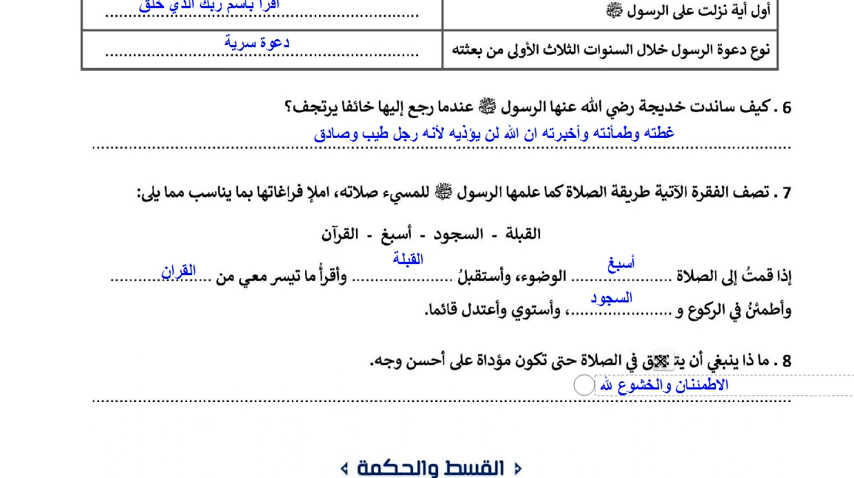 أول آية نزلت على الرسول ﷺ
اقرأ باسم ربك الذي خلق
نوع دعوة الرسول خلال السنوات الثلاث الأولى من بعثته
دعوة سرية
6 . كيف ساندت خديجة رضي الله عنها الرسول ﷺ عندما رجع إليها خائفا يرتجف؟
غطته وطمأنته وأخبرته ان الله لن يؤذيه لأنه رجل طيب وصادق
7 . تصف الفقرة الآتية طريقة الصلاة كما علمها الرسول ﷺ للمسيء صلاته، املإ فراغاتها بما يناسب مما يلي:
القبلة - السجود - أسبغ - القرآن
إذا قمتُ إلى الصلاة أسبغ الوضوء، وأستقبلُ القبلة وأقرأُ ما تيسر معي من القران
وأطمئنُ في الركوع و السجود، وأستوي وأعتدل قائما.
8 . ما ذا ينبغي أن في الصلاة حتى تكون مؤداة على أحسن وجه.
الاطمئنان والخشوع لله
القسط والحكمة